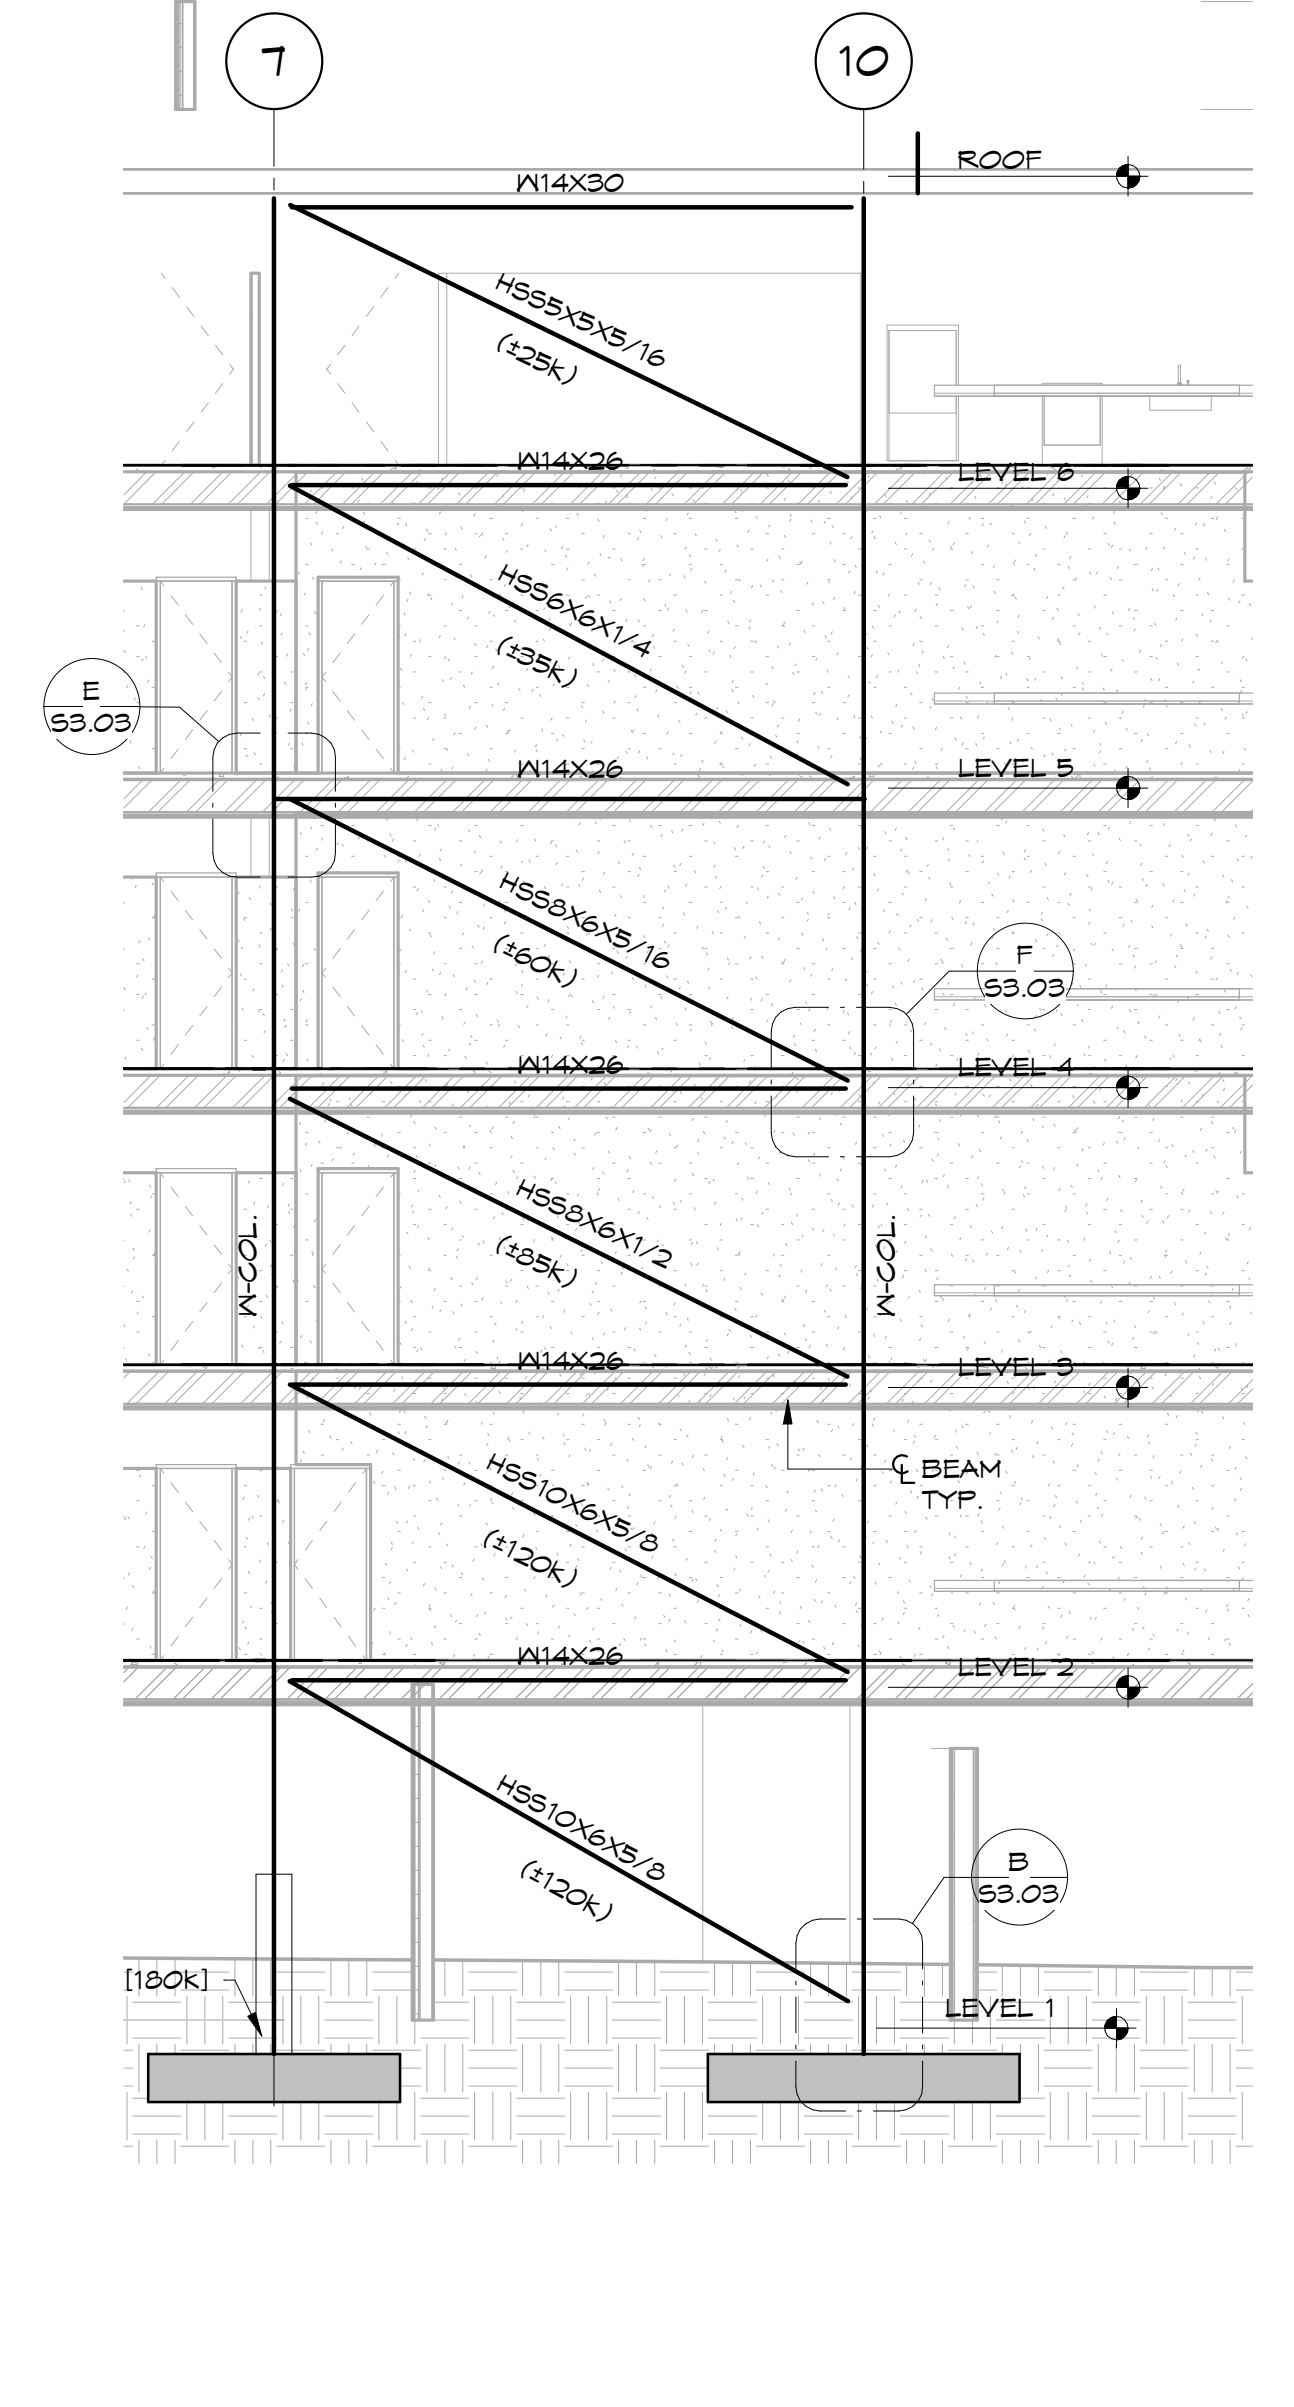 7
10
ROOF
W14X30
HSS5X5X5/16
(±25K)
W14X26
LEVEL 6
HSS6X6X1/4
(±35K)
E
S3.03
W14X26
LEVEL 5
HSS8X6X5/16
(±60K)
F
S3.03
W14X26
LEVEL 4
HSS8X6X1/2
(±85K)
W-COL.
W-COL.
W14X26
LEVEL 3
HSS10X6X5/8
(±120K)
℄ BEAM
TYP.
W14X26
LEVEL 2
HSS10X6X5/8
(±120K)
B
S3.03
[180K]
LEVEL 1